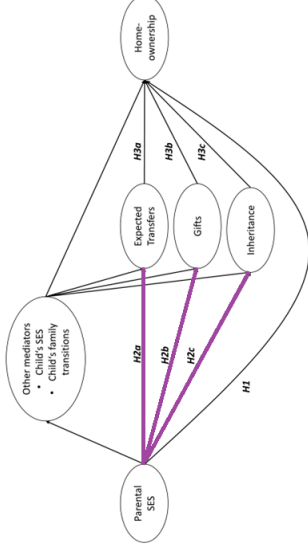 Parental
SES
Other mediators
• Child's SES
• Child's family
transitions
H2a
H2b
H2c
H1
Expected
Transfers
Gifts
Inheritance
H3a
H3b
H3c
Home-
ownership